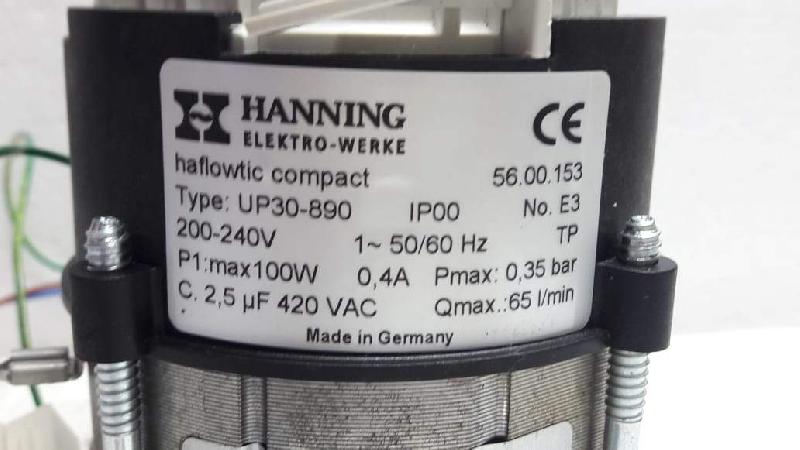 HANNING
ELEKTRO-WERKE
CE
haflowtic compact 56.00.153
Type: UP30-890 IP00 No. E3
200-240V 1~ 50/60 Hz TP
P1:max100W 0,4A Pmax: 0,35 bar
C. 2,5 µF 420 VAC Qmax.:65 l/min
Made in Germany